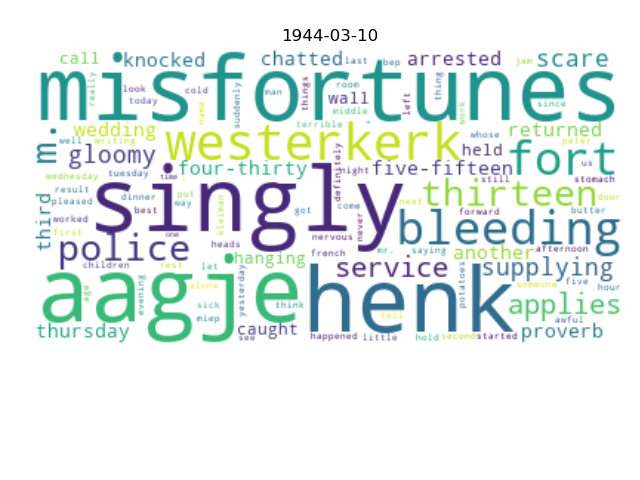 1944-03-10
call knocked chatted last bep arrested jam scare
really look today cold suddenly man things room thing since
misfortunes
m. wedding name wall middle left work whose returned
terrible
gloomy westerkerk held fort peter us
well writing
wednesday tuesday time four-thirty night definitely five-fifteen still stomach
third result pleased dinner put way kleiman got come never next thirteen door
worked best singly forward butter
first one heads nervous french mr. saying bleeding
police children rest let hanging another afternoon
aagje evening age alone yesterday think service potatoes supplying someone five hour
sick miep henk tell applies
awful
thursday caught see happened little hold second started proverb